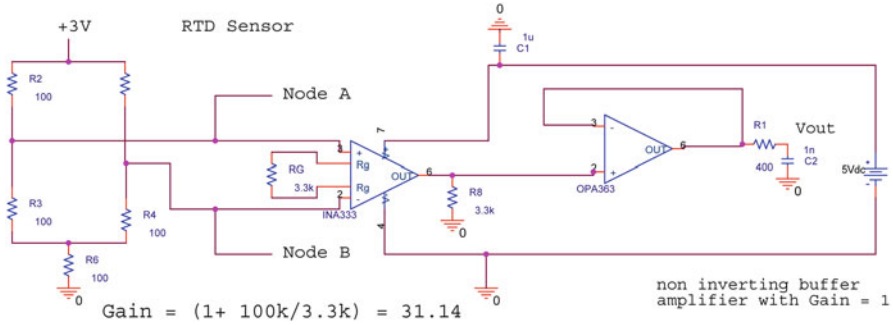 RTD Sensor
+3V
0
1u
C1
R2
100
Node A
7
3
+
Rg
RG
3.3k
Rg
2
-
OUT
6
INA333
4
R8
3.3k
0
3
-
OUT
6
2
+
OPA363
R1
400
Vout
1n
C2
0
5Vdc
R3
100
R4
100
R6
100
0
Node B
0
Gain = (1+ 100k/3.3k) = 31.14
non inverting buffer
amplifier with Gain = 1